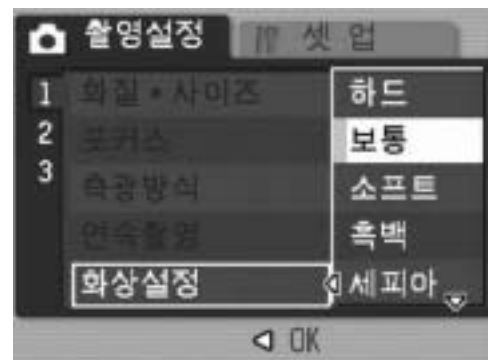 촬영설정 셋 업
1 화질•사이즈 하드
2 포커스 보통
3 측광방식 소프트
연속촬영 흑백
화상설정 세피아
OK